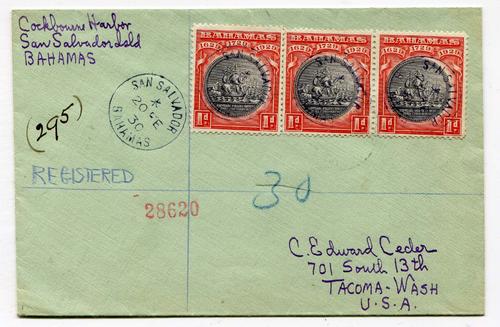 Cockbourne Harbor
San Salvador Isld
BAHAMAS
SAN SALVADOR
*
20
30
BAHAMAS
BAHAMAS
1629 1729 1929
1d 1d
BAHAMAS
1629 1729 1929
1d 1d
BAHAMAS
1629 1729 1929
1d 1d
(295)
REGISTERED
28620
30
C. Edward Ceder
701 South 13th
TACOMA-WASH
U.S.A.